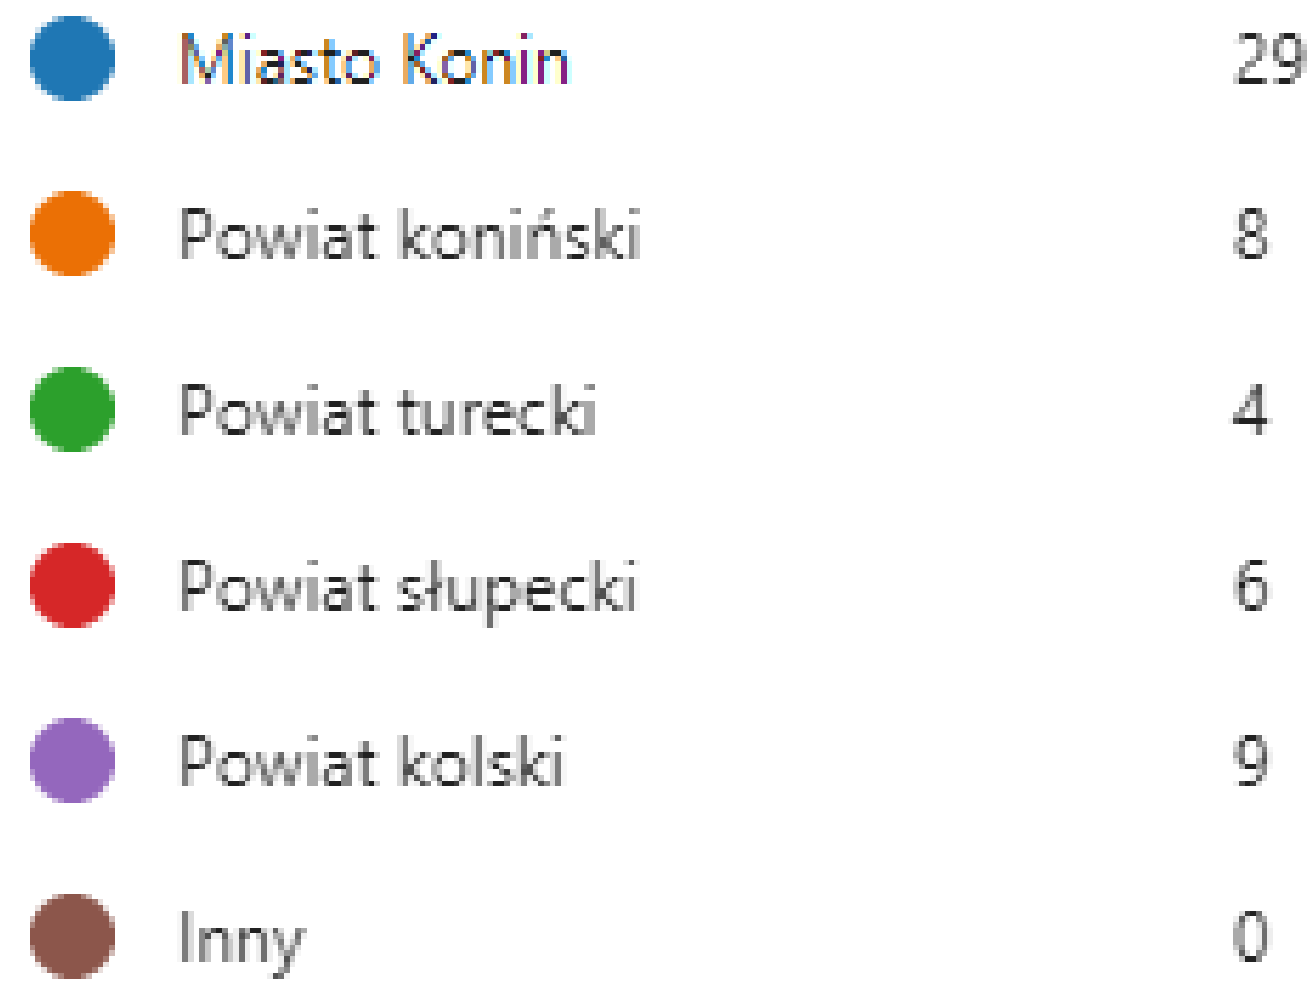 Miasto Konin 29
Powiat koniński 8
Powiat turecki 4
Powiat słupecki 6
Powiat kolski 9
Inny 0